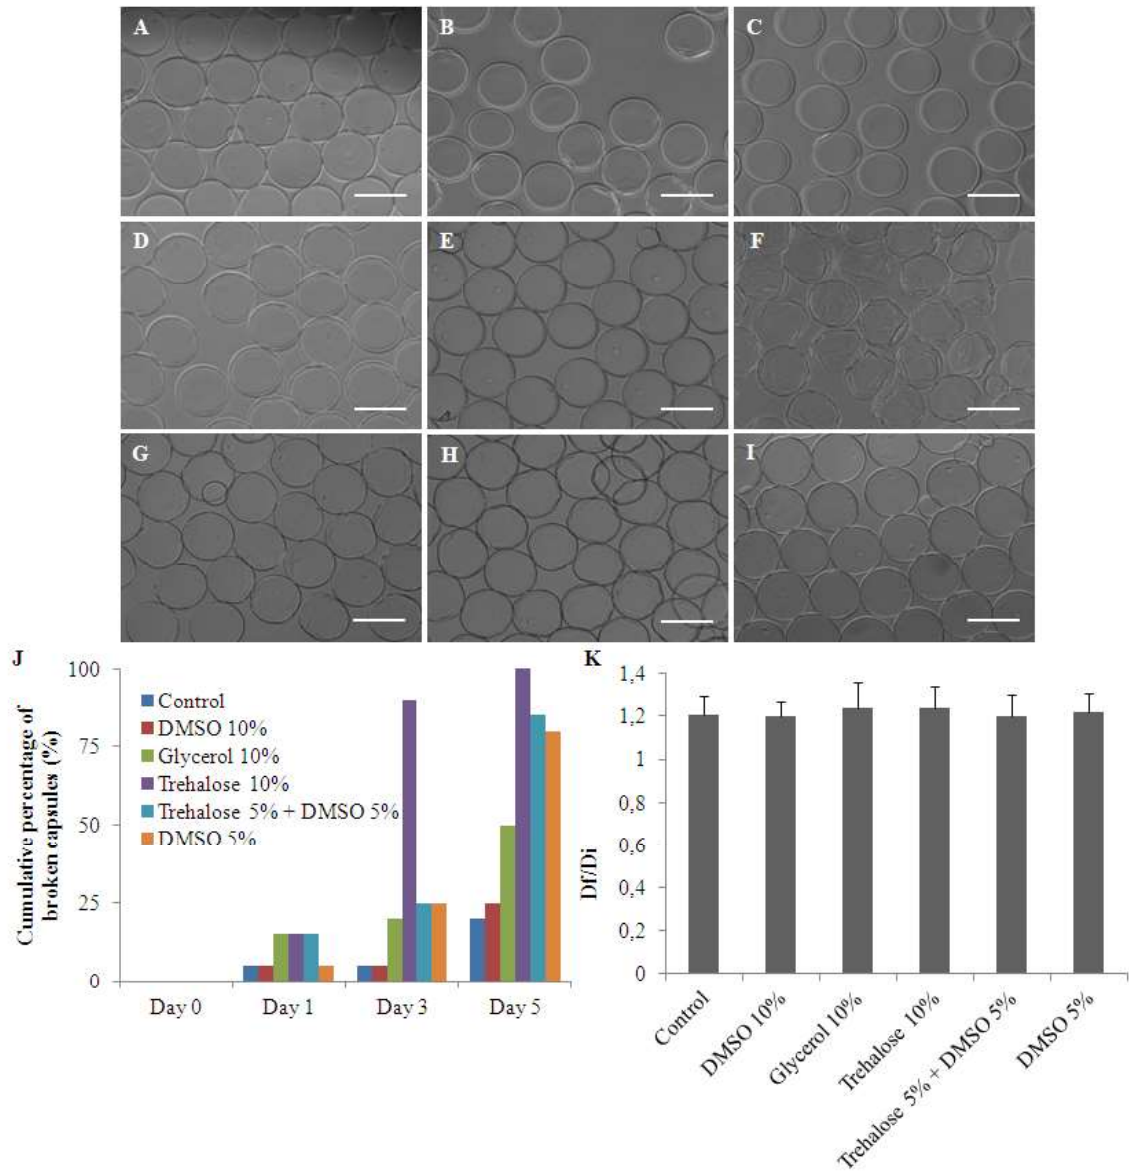 A
B
C
D
E
F
G
H
I
J
100
75
50
25
0
Cumulative percentage of
broken capsules (%)
Control
DMSO 10%
Glycerol 10%
Trehalose 10%
Trehalose 5% + DMSO 5%
DMSO 5%
Day 0
Day 1
Day 3
Day 5
K
1,4
1,2
1
0,8
0,6
0,4
0,2
0
Df/Di
Control
DMSO 10%
Glycerol 10%
Trehalose 10%
Trehalose 5% + DMSO 5%
DMSO 5%